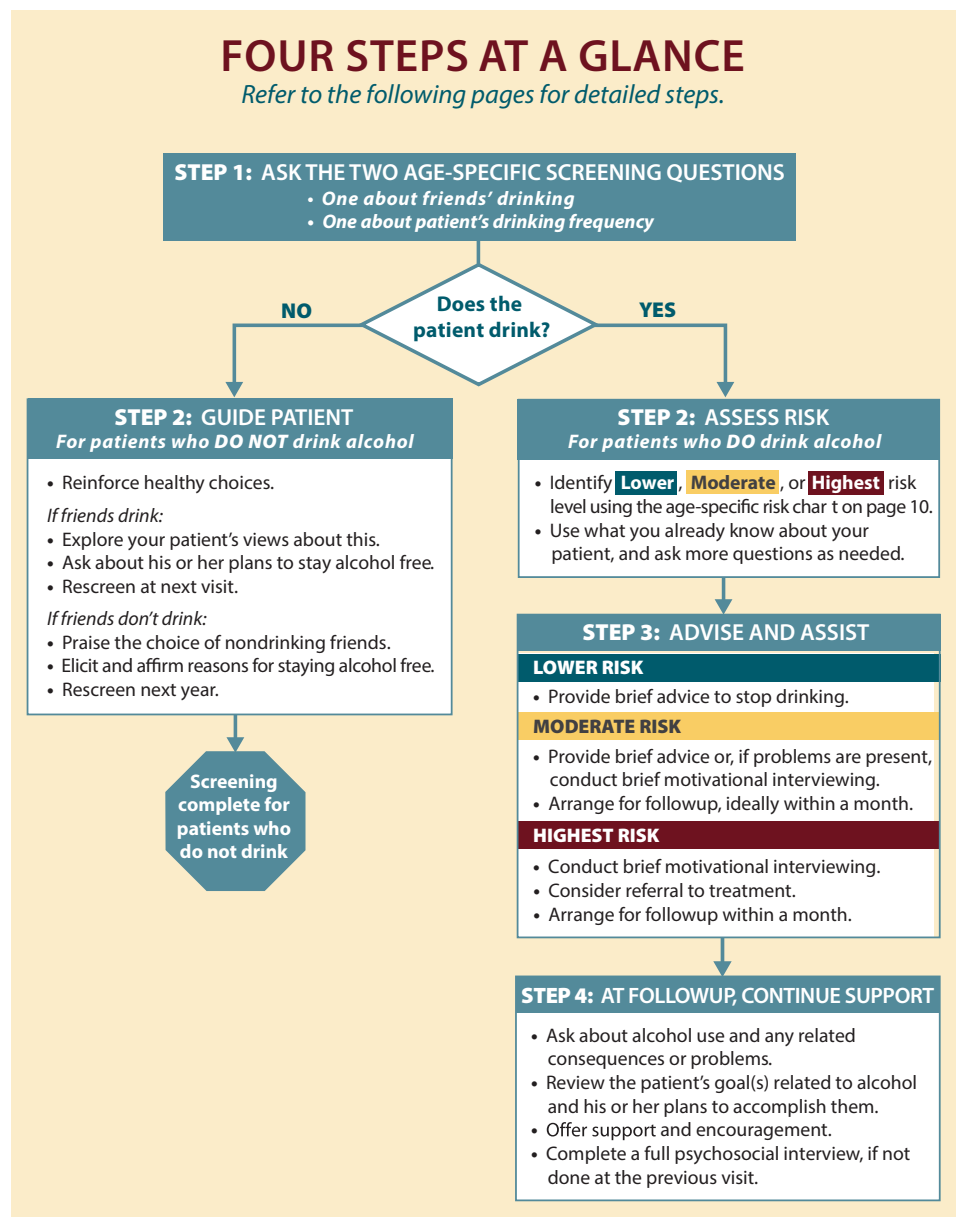 FOUR STEPS AT A GLANCE
Refer to the following pages for detailed steps.
STEP 1: ASK THE TWO AGE-SPECIFIC SCREENING QUESTIONS
• One about friends’ drinking
• One about patient’s drinking frequency
Does the
patient drink?
NO
YES
STEP 2: GUIDE PATIENT
For patients who DO NOT drink alcohol
• Reinforce healthy choices.
If friends drink:
• Explore your patient’s views about this.
• Ask about his or her plans to stay alcohol free.
• Rescreen at next visit.
If friends don’t drink:
• Praise the choice of nondrinking friends.
• Elicit and affirm reasons for staying alcohol free.
• Rescreen next year.
Screening
complete for
patients who
do not drink
STEP 2: ASSESS RISK
For patients who DO drink alcohol
• Identify Lower, Moderate, or Highest risk
level using the age-specific risk char t on page 10.
• Use what you already know about your
patient, and ask more questions as needed.
STEP 3: ADVISE AND ASSIST
LOWER RISK
• Provide brief advice to stop drinking.
MODERATE RISK
• Provide brief advice or, if problems are present,
conduct brief motivational interviewing.
• Arrange for followup, ideally within a month.
HIGHEST RISK
• Conduct brief motivational interviewing.
• Consider referral to treatment.
• Arrange for followup within a month.
STEP 4: AT FOLLOWUP, CONTINUE SUPPORT
• Ask about alcohol use and any related
consequences or problems.
• Review the patient’s goal(s) related to alcohol
and his or her plans to accomplish them.
• Offer support and encouragement.
• Complete a full psychosocial interview, if not
done at the previous visit.